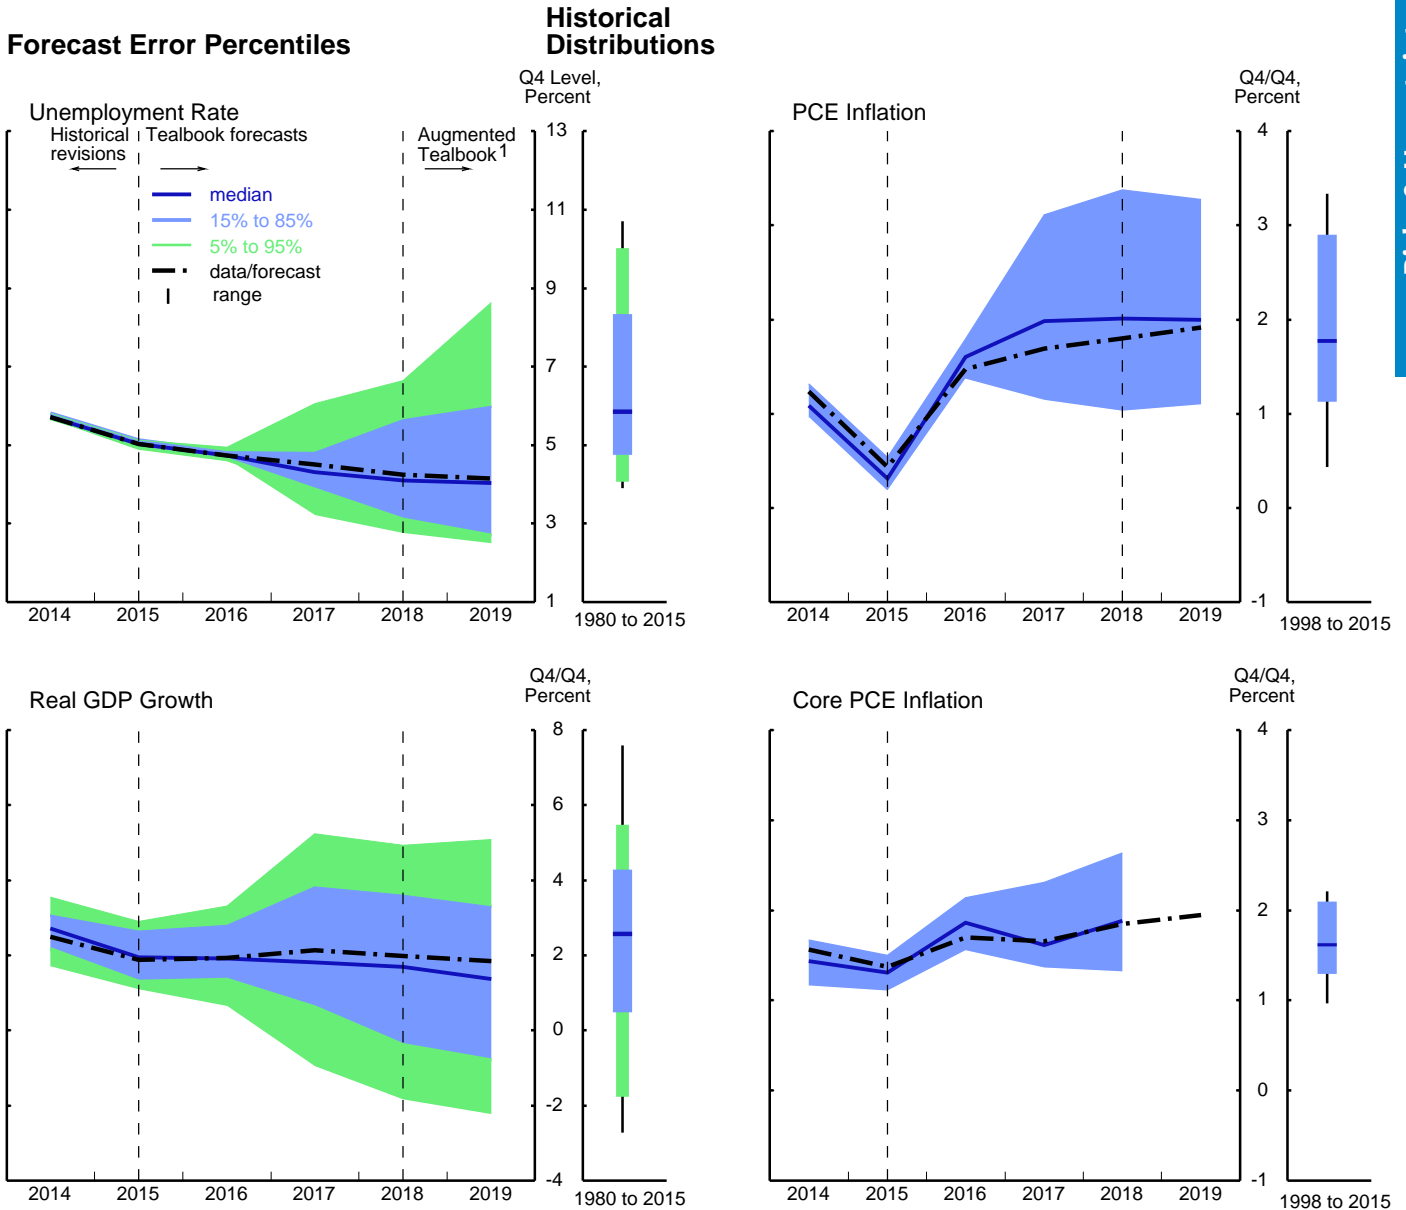 Forecast Error Percentiles
Historical
Distributions
Unemployment Rate
Q4 Level,
Percent
Historical
revisions
Tealbook forecasts
Augmented
Tealbook 1
median
15% to 85%
5% to 95%
data/forecast
range
13
11
9
7
5
3
1
2014 2015 2016 2017 2018 2019
1980 to 2015
PCE Inflation
Q4/Q4,
Percent
4
3
2
1
0
-1
2014 2015 2016 2017 2018 2019
1998 to 2015
Real GDP Growth
Q4/Q4,
Percent
8
6
4
2
0
-2
-4
2014 2015 2016 2017 2018 2019
1980 to 2015
Core PCE Inflation
Q4/Q4,
Percent
4
3
2
1
0
-1
2014 2015 2016 2017 2018 2019
1998 to 2015